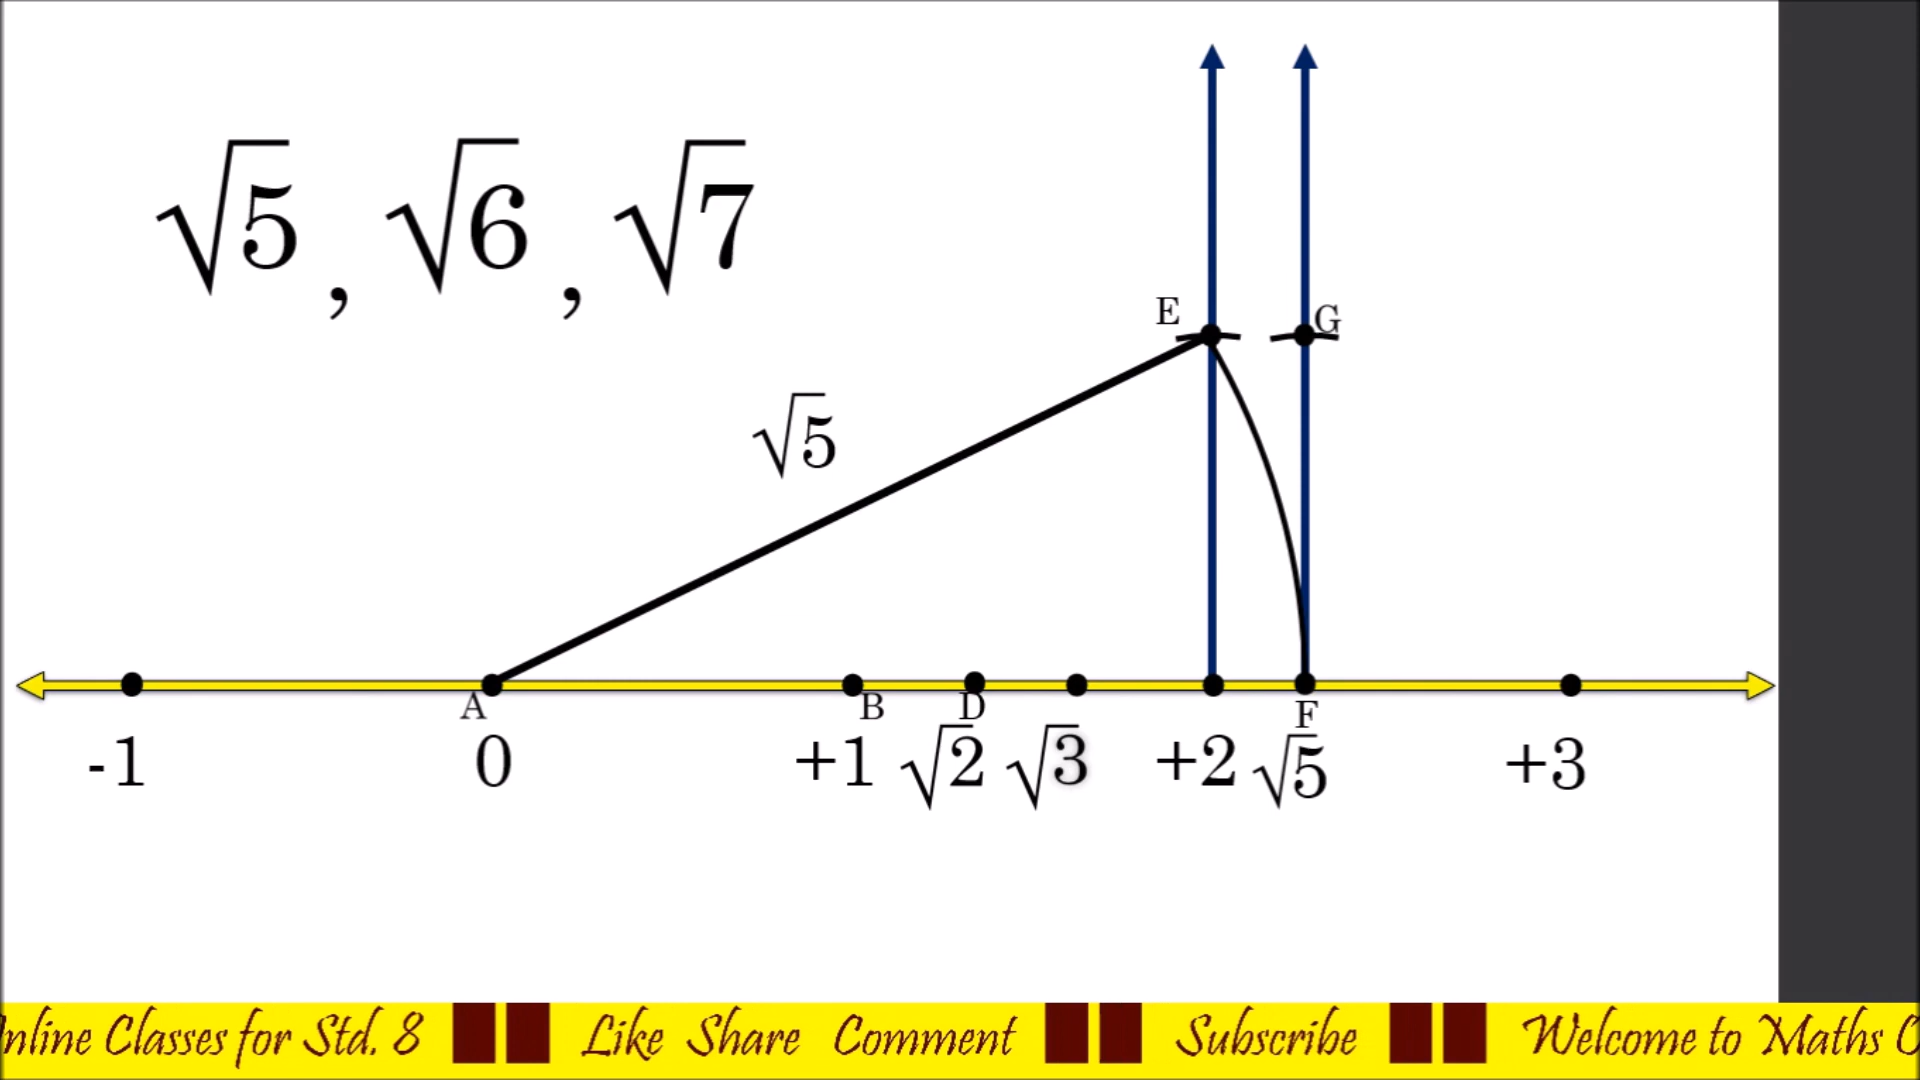 √5 , √6 , √7
E G
√5
A B D F
-1 0 +1 √2 √3 +2 √5 +3
nline Classes for Std. 8 Like Share Comment Subscribe Welcome to Maths